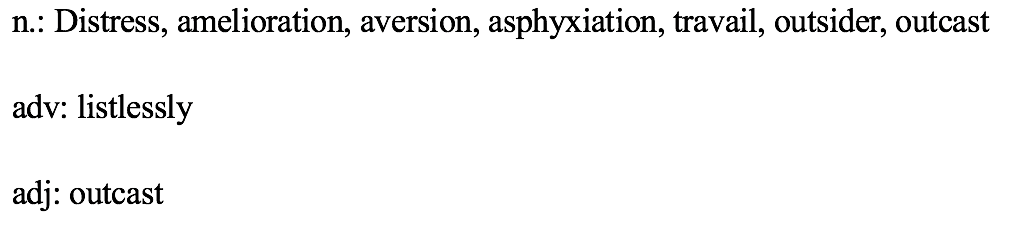 n.: Distress, amelioration, aversion, asphyxiation, travail, outsider, outcast
adv: listlessly
adj: outcast